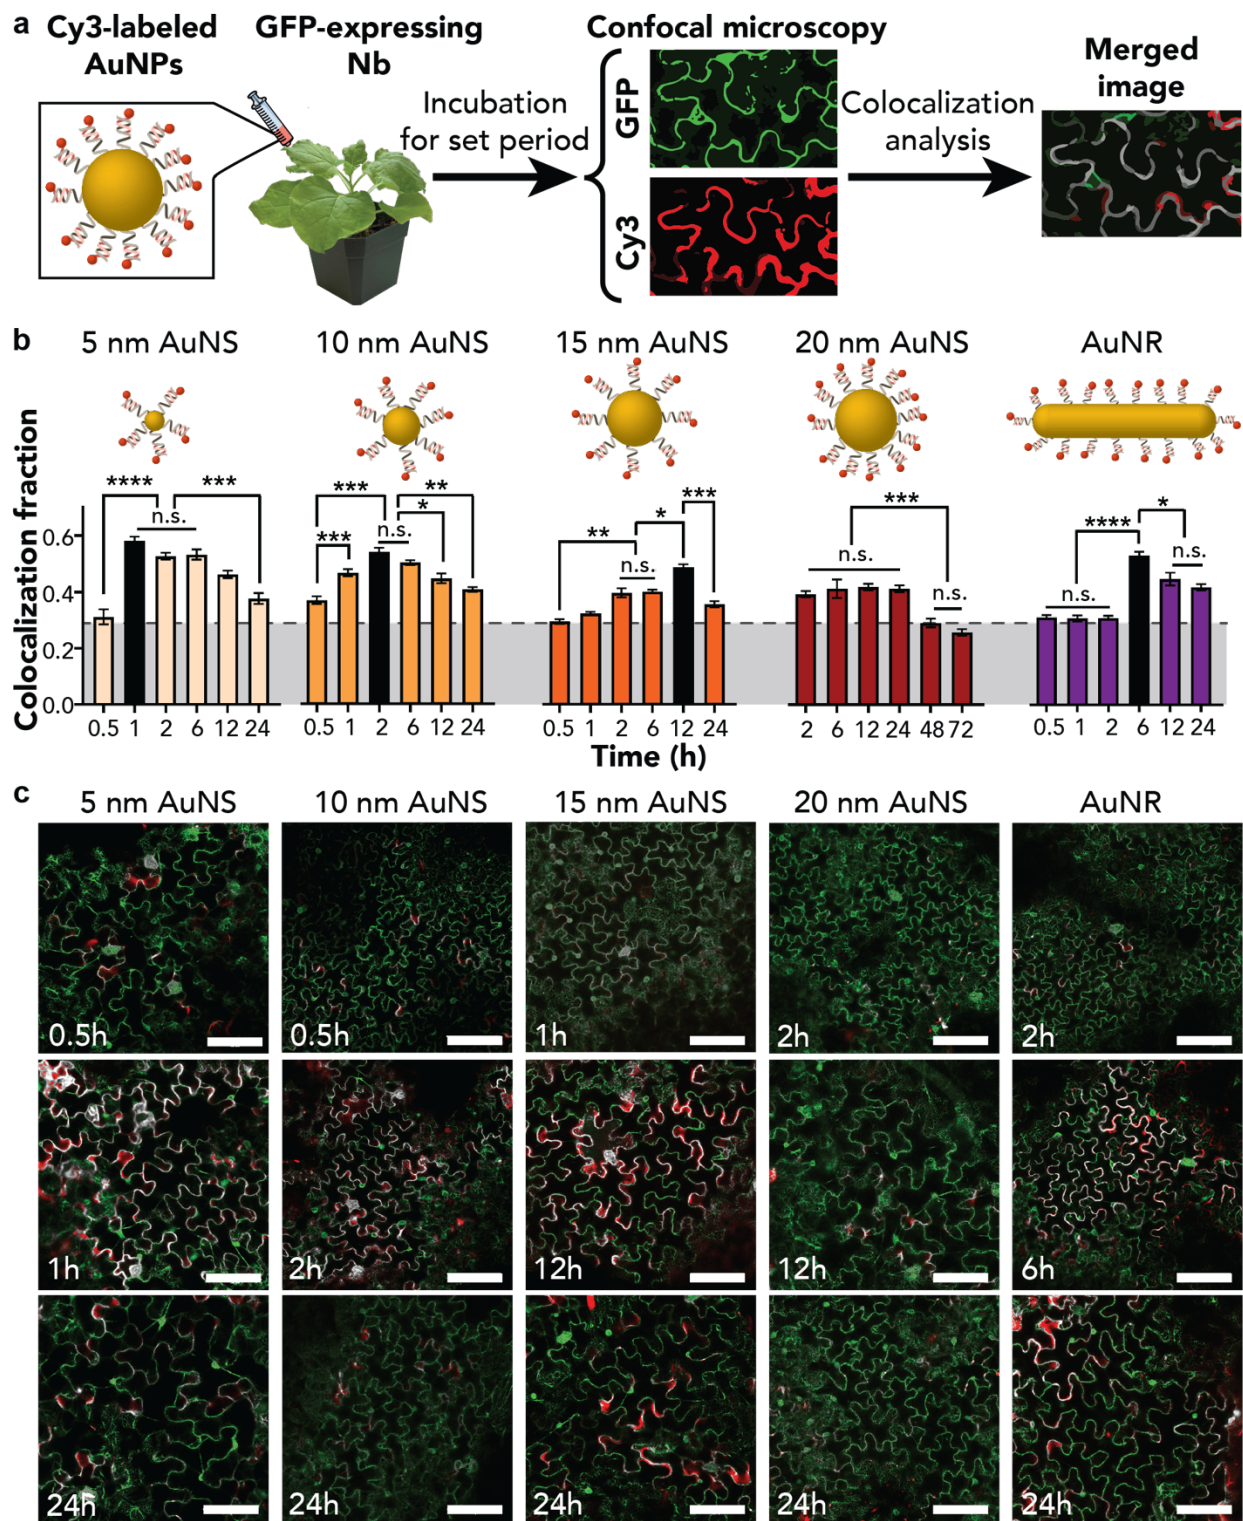 a
Cy3-labeled
AuNPs
GFP-expressing
Nb
Incubation
for set period
Confocal microscopy
GFP
Cy3
Colocalization
analysis
Merged
image
b
5 nm AuNS
10 nm AuNS
15 nm AuNS
20 nm AuNS
AuNR
Colocalization fraction
0.6
0.4
0.2
0.0
**** ***
n.s.
*** **
*** n.s. *
** * ***
n.s.
***
n.s. n.s.
**** *
n.s. n.s.
0.5 1 2 6 12 24
0.5 1 2 6 12 24
0.5 1 2 6 12 24
2 6 12 24 48 72
0.5 1 2 6 12 24
Time (h)
c
5 nm AuNS
10 nm AuNS
15 nm AuNS
20 nm AuNS
AuNR
0.5h
0.5h
1h
2h
2h
1h
2h
12h
12h
6h
24h
24h
24h
24h
24h